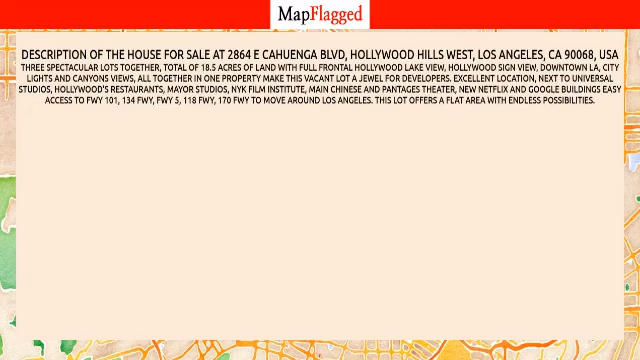 MapFlagged
DESCRIPTION OF THE HOUSE FOR SALE AT 2864 E CAHUENGA BLVD, HOLLYWOOD HILLS WEST, LOS ANGELES, CA 90068, USA
THREE SPECTACULAR LOTS TOGETHER, TOTAL OF 18.5 ACRES OF LAND WITH FULL FRONTAL HOLLYWOOD LAKE VIEW, HOLLYWOOD SIGN VIEW, DOWNTOWN LA, CITY
LIGHTS AND CANYONS VIEWS, ALL TOGETHER IN ONE PROPERTY MAKE THIS VACANT LOT A JEWEL FOR DEVELOPERS. EXCELLENT LOCATION, NEXT TO UNIVERSAL
STUDIOS, HOLLYWOOD'S RESTAURANTS, MAYOR STUDIOS, NYK FILM INSTITUTE, MAIN CHINESE AND PANTAGES THEATER, NEW NETFLIX AND GOOGLE BUILDINGS EASY
ACCESS TO FWY 101, 134 FWY, FWY 5, 118 FWY, 170 FWY TO MOVE AROUND LOS ANGELES. THIS LOT OFFERS A FLAT AREA WITH ENDLESS POSSIBILITIES.